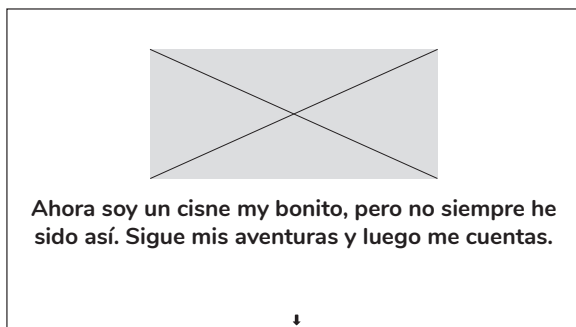 Ahora soy un cisne my bonito, pero no siempre he
sido así. Sigue mis aventuras y luego me cuentas.